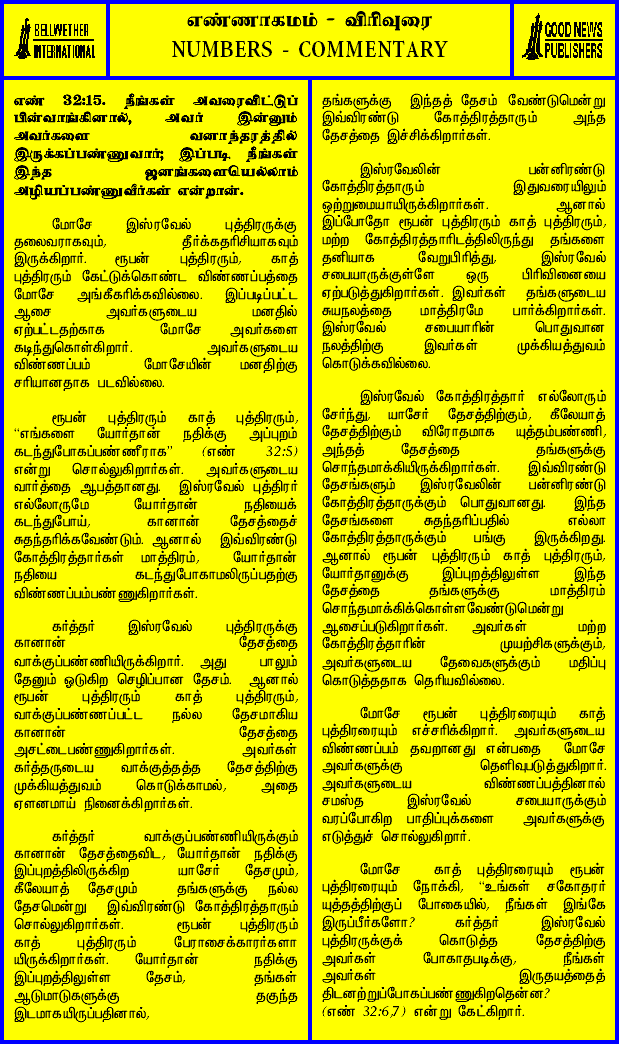 BELLWETHER
INTERNATIONAL
எண்ணாகமம் - விரிவுரை
NUMBERS - COMMENTARY
GOOD NEWS
PUBLISHERS
எண் 32:15. நீங்கள் அவரைவிட்டுப்
பின்வாங்கினால், அவர் இன்னும்
அவர்களை வனாந்தரத்தில்
இருக்கப்பண்ணுவார்; இப்படி நீங்கள்
இந்த ஜனங்களையெல்லாம்
அழியப்பண்ணுவீர்கள் என்றான்.
மோசே இஸ்ரவேல் புத்திரருக்கு
தலைவராகவும், தீர்க்கதரிசியாகவும்
இருக்கிறார். ரூபன் புத்திரரும், காத்
புத்திரரும் கேட்டுக்கொண்ட விண்ணப்பத்தை
மோசே அங்கீகரிக்கவில்லை. இப்படிப்பட்ட
ஆசை அவர்களுடைய மனதில்
ஏற்பட்டதற்காக மோசே அவர்களை
கடிந்துகொள்கிறார். அவர்களுடைய
விண்ணப்பம் மோசேயின் மனதிற்கு
சரியானதாக படவில்லை.
ரூபன் புத்திரரும் காத் புத்திரரும்,
“எங்களை யோர்தான் நதிக்கு அப்புறம்
கடந்துபோகப்பண்ணீராக” (எண் 32:5)
என்று சொல்லுகிறார்கள். அவர்களுடைய
வார்த்தை ஆபத்தானது. இஸ்ரவேல் புத்திரர்
எல்லோருமே யோர்தான் நதியைக்
கடந்துபோய், கானான் தேசத்தைச்
சுதந்தரிக்கவேண்டும். ஆனால் இவ்விரண்டு
கோத்திரத்தார்கள் மாத்திரம், யோர்தான்
நதியை கடந்துபோகாமலிருப்பதற்கு
விண்ணப்பம்பண்ணுகிறார்கள்.
கர்த்தர் இஸ்ரவேல் புத்திரருக்கு
கானான் தேசத்தை
வாக்குப்பண்ணியிருக்கிறார். அது பாலும்
தேனும் ஓடுகிற செழிப்பான தேசம். ஆனால்
ரூபன் புத்திரரும் காத் புத்திரரும்,
வாக்குப்பண்ணப்பட்ட நல்ல தேசமாகிய
கானான் தேசத்தை
அசட்டைபண்ணுகிறார்கள். அவர்கள்
கர்த்தருடைய வாக்குத்தத்த தேசத்திற்கு
முக்கியத்துவம் கொடுக்காமல், அதை
ஏளனமாய் நினைக்கிறார்கள்.
கர்த்தர் வாக்குப்பண்ணியிருக்கும்
கானான் தேசத்தைவிட, யோர்தான் நதிக்கு
இப்புறத்திலிருக்கிற யாசேர் தேசமும்,
கீலேயாத் தேசமும் தங்களுக்கு நல்ல
தேசமென்று இவ்விரண்டு கோத்திரத்தாரும்
சொல்லுகிறார்கள். ரூபன் புத்திரரும்
காத் புத்திரரும் பேராசைக்காரர்களா
யிருக்கிறார்கள். யோர்தான் நதிக்கு
இப்புறத்திலுள்ள தேசம், தங்கள்
ஆடுமாடுகளுக்கு தகுந்த
இடமாகயிருப்பதினால்,
தங்களுக்கு இந்தத் தேசம் வேண்டுமென்று
இவ்விரண்டு கோத்திரத்தாரும் அந்த
தேசத்தை இச்சிக்கிறார்கள்.
இஸ்ரவேலின் பன்னிரண்டு
கோத்திரத்தாரும் இதுவரையிலும்
ஒற்றுமையாயிருக்கிறார்கள். ஆனால்
இப்போதோ ரூபன் புத்திரரும் காத் புத்திரரும்,
மற்ற கோத்திரத்தாரிடத்திலிருந்து தங்களை
தனியாக வேறுபிரித்து, இஸ்ரவேல்
சபையாருக்குள்ளே ஒரு பிரிவினையை
ஏற்படுத்துகிறார்கள். இவர்கள் தங்களுடைய
சுயநலத்தை மாத்திரமே பார்க்கிறார்கள்.
இஸ்ரவேல் சபையாரின் பொதுவான
நலத்திற்கு இவர்கள் முக்கியத்துவம்
கொடுக்கவில்லை.
இஸ்ரவேல் கோத்திரத்தார் எல்லோரும்
சேர்ந்து, யாசேர் தேசத்திற்கும், கீலேயாத்
தேசத்திற்கும் விரோதமாக யுத்தம்பண்ணி,
அந்தத் தேசத்தை தங்களுக்கு
சொந்தமாக்கியிருக்கிறார்கள். இவ்விரண்டு
தேசங்களும் இஸ்ரவேலின் பன்னிரண்டு
கோத்திரத்தாருக்கும் பொதுவானது. இந்த
தேசங்களை சுதந்தரிப்பதில் எல்லா
கோத்திரத்தாருக்கும் பங்கு இருக்கிறது.
ஆனால் ரூபன் புத்திரரும் காத் புத்திரரும்,
யோர்தானுக்கு இப்புறத்திலுள்ள இந்த
தேசத்தை தங்களுக்கு மாத்திரம்
சொந்தமாக்கிக்கொள்ளவேண்டுமென்று
ஆசைப்படுகிறார்கள். அவர்கள் மற்ற
கோத்திரத்தாரின் முயற்சிகளுக்கும்,
அவர்களுடைய தேவைகளுக்கும் மதிப்பு
கொடுத்ததாக தெரியவில்லை.
மோசே ரூபன் புத்திரரையும் காத்
புத்திரரையும் எச்சரிக்கிறார். அவர்களுடைய
விண்ணப்பம் தவறானது என்பதை மோசே
அவர்களுக்கு தெளிவுபடுத்துகிறார்.
அவர்களுடைய விண்ணப்பத்தினால்
சமஸ்த இஸ்ரவேல் சபையாருக்கும்
வரப்போகிற பாதிப்புக்களை அவர்களுக்கு
எடுத்துச் சொல்லுகிறார்.
மோசே காத் புத்திரரையும் ரூபன்
புத்திரரையும் நோக்கி, “உங்கள் சகோதரர்
யுத்தத்திற்குப் போகையில், நீங்கள் இங்கே
இருப்பீர்களோ? கர்த்தர் இஸ்ரவேல்
புத்திரருக்குக் கொடுத்த தேசத்திற்கு
அவர்கள் போகாதபடிக்கு, நீங்கள்
அவர்கள் இருதயத்தைத்
திடனற்றுப்போகப்பண்ணுகிறதென்ன?
(எண் 32:6,7) என்று கேட்கிறார்.